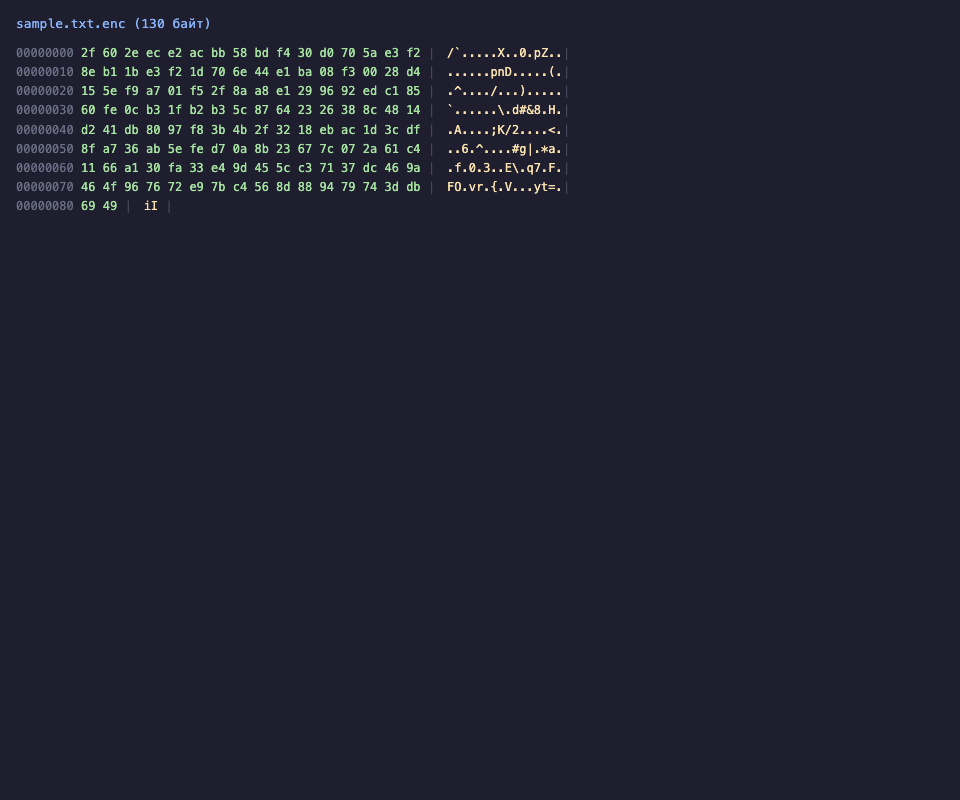 sample.txt.enc (130 байт)
00000000 2f 60 2e ec e2 ac bb 58 bd f4 30 d0 70 5a e3 f2 | /`.....X..0.pZ..|
00000010 8e b1 1b e3 f2 1d 70 6e 44 e1 ba 08 f3 00 28 d4 | ......pnD.....(.|
00000020 15 5e f9 a7 01 f5 2f 8a a8 e1 29 96 92 ed c1 85 | .^..../...).....|
00000030 60 fe 0c b3 1f b2 b3 5c 87 64 23 26 38 8c 48 14 | `......\.d#&8.H.|
00000040 d2 41 db 80 97 f8 3b 4b 2f 32 18 eb ac 1d 3c df | .A....;K/2....<.|
00000050 8f a7 36 ab 5e fe d7 0a 8b 23 67 7c 07 2a 61 c4 | ..6.^....#g|.*a.|
00000060 11 66 a1 30 fa 33 e4 9d 45 5c c3 71 37 dc 46 9a | .f.0.3..E\.q7.F.|
00000070 46 4f 96 76 72 e9 7b c4 56 8d 88 94 79 74 3d db | FO.vr.{.V...yt=.|
00000080 69 49 | iI |